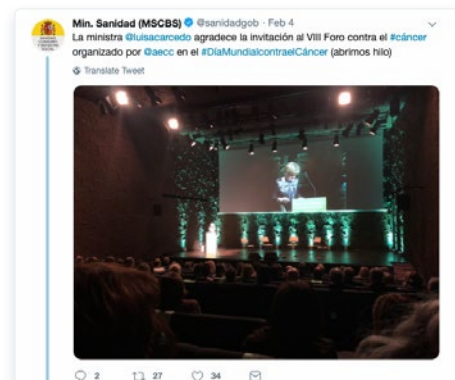 Min. Sanidad (MSCBS) @sanidadgob · Feb 4
La ministra @luisacarcedo agradece la invitación al VIII Foro contra el #cáncer
organizado por @aecc en el #DíaMundialcontraelCáncer (abrimos hilo)
Translate Tweet
2 27 34